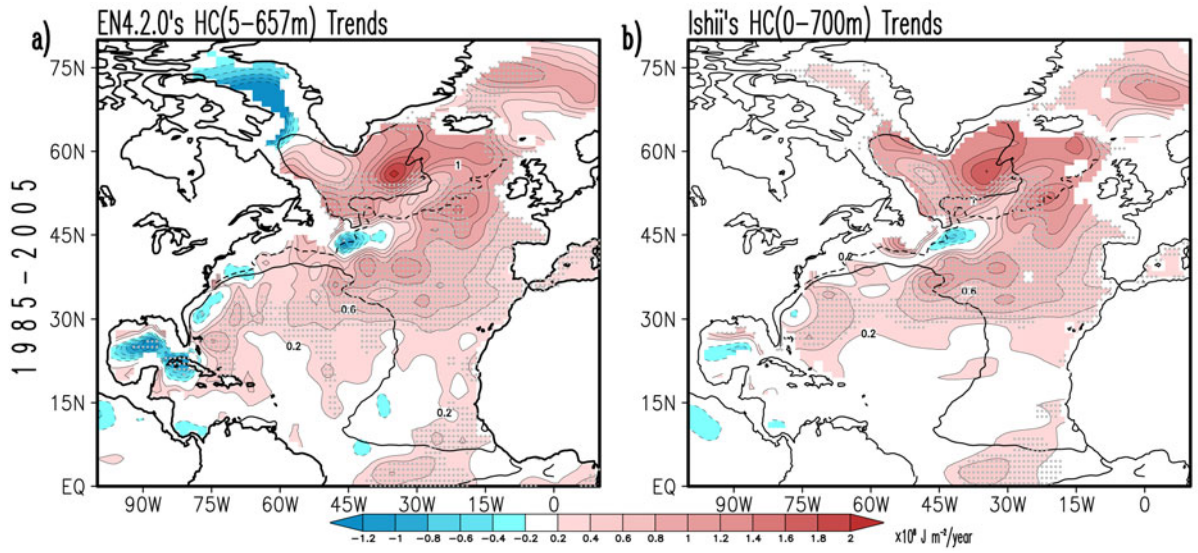 EN4.2.0's HC(5-657m) Trends
Ishii's HC(0-700m) Trends
a)
b)
1985-2005
75N
60N
45N
30N
15N
EQ
75N
60N
45N
30N
15N
EQ
1
0.6
0.2
0.2
0.2
0.6
0.2
90W 75W 60W 45W 30W 15W 0
90W 75W 60W 45W 30W 15W 0
-1.2 -1 -0.8 -0.6 -0.4 -0.2 0.2 0.4 0.6 0.8 1 1.2 1.4 1.6 1.8 2
×10⁸ J m⁻²/year